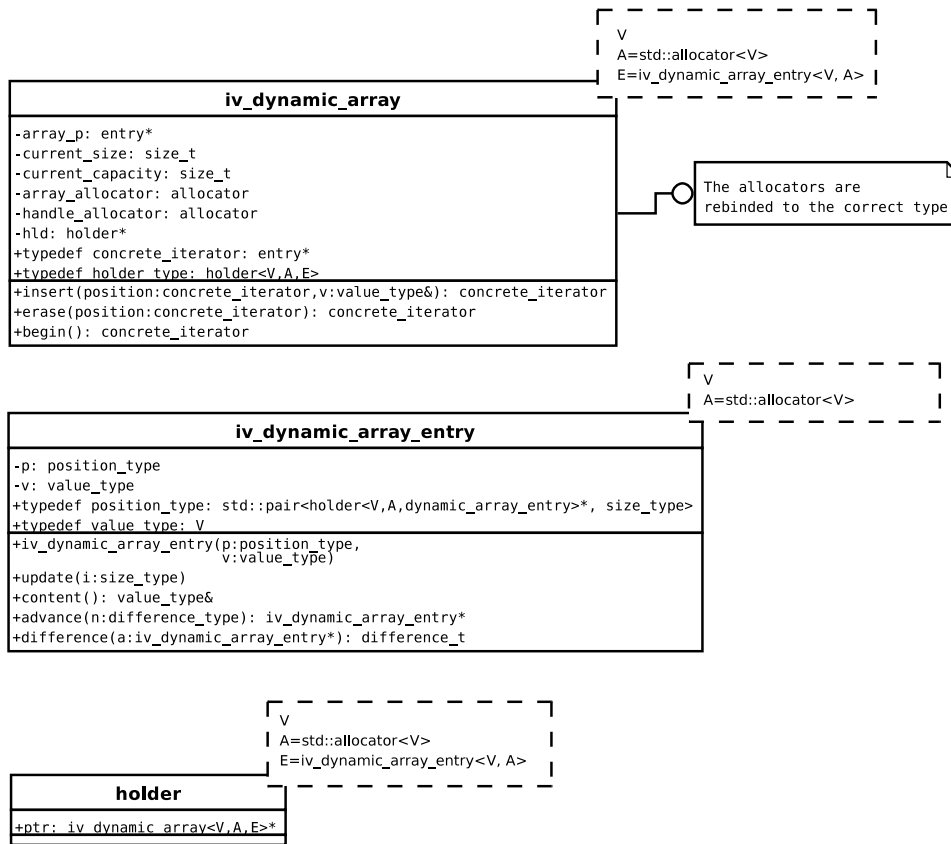 V
A=std::allocator<V>
E=iv_dynamic_array_entry<V, A>
iv_dynamic_array
-array_p: entry*
-current_size: size_t
-current_capacity: size_t
-array_allocator: allocator
-handle_allocator: allocator
-hld: holder*
+typedef concrete_iterator: entry*
+typedef holder_type: holder<V,A,E>
+insert(position:concrete_iterator,v:value_type&): concrete_iterator
+erase(position:concrete_iterator): concrete_iterator
+begin(): concrete_iterator
The allocators are
rebinded to the correct type
V
A=std::allocator<V>
iv_dynamic_array_entry
-p: position_type
-v: value_type
+typedef position_type: std::pair<holder<V,A,dynamic_array_entry>*, size_type>
+typedef value_type: V
+iv_dynamic_array_entry(p:position_type,
v:value_type)
+update(i:size_type)
+content(): value_type&
+advance(n:difference_type): iv_dynamic_array_entry*
+difference(a:iv_dynamic_array_entry*): difference_t
V
A=std::allocator<V>
E=iv_dynamic_array_entry<V, A>
holder
+ptr: iv_dynamic_array<V,A,E>*